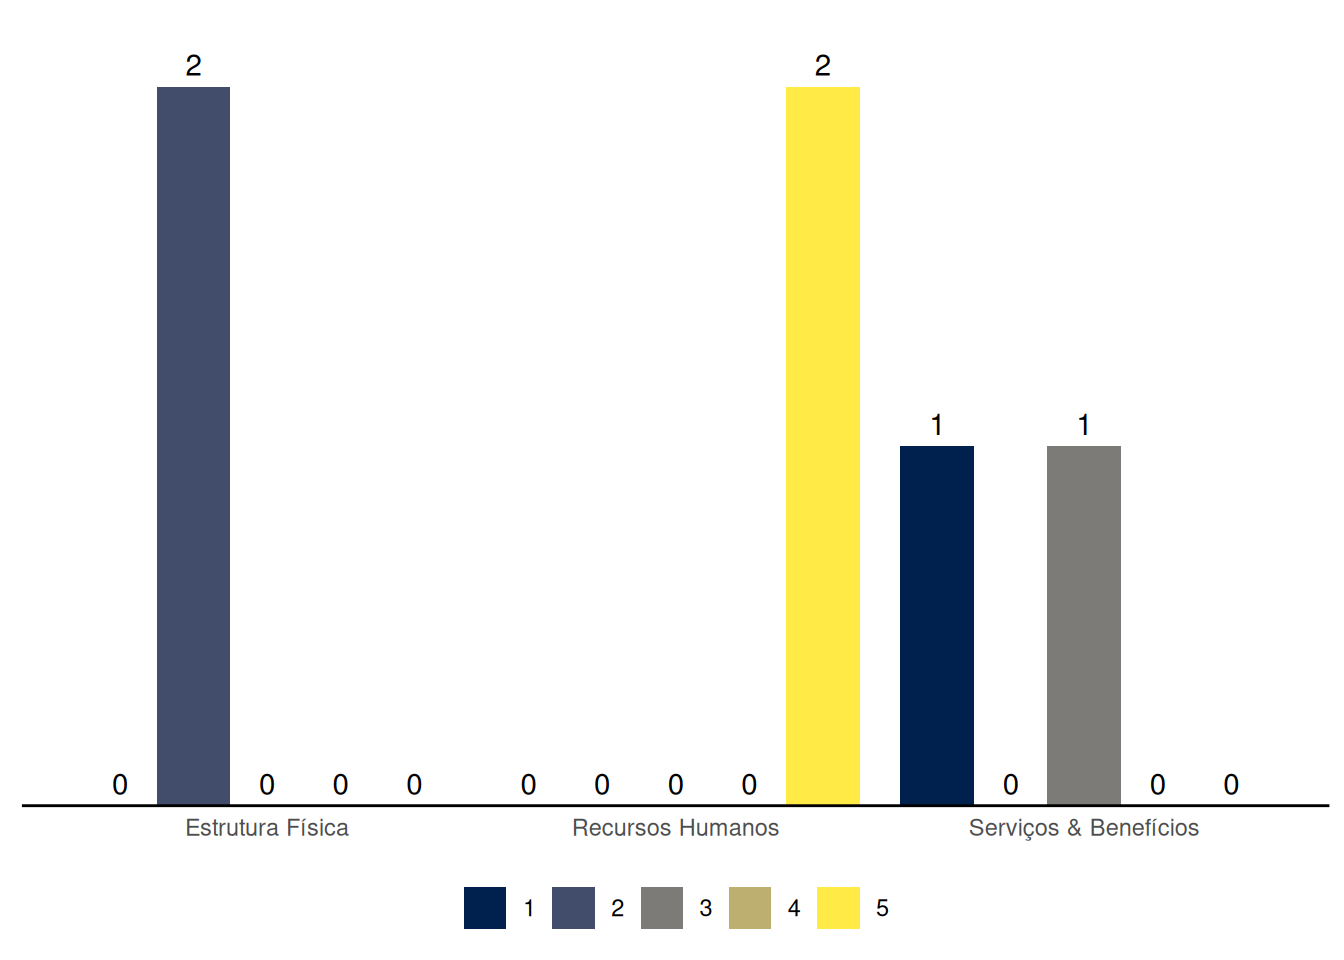 2 2
1 1
0 0 0 0 0 0 0 0 0 0 0
Estrutura Física Recursos Humanos Serviços & Benefícios
1 2 3 4 5